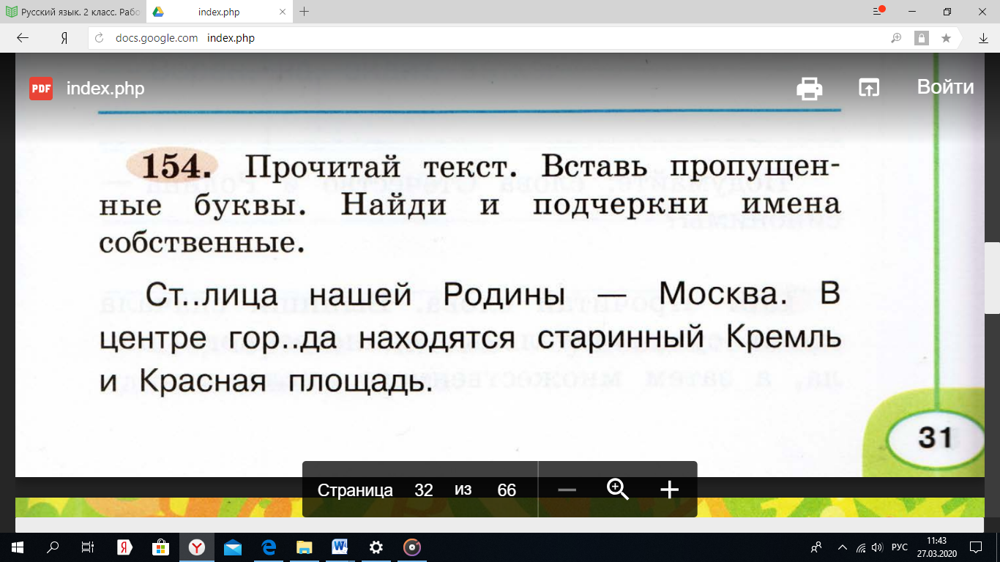 Русский язык. 2 класс. Рабо
index.php
docs.google.com index.php
PDF index.php
Войти
154. Прочитай текст. Вставь пропущен-
ные буквы. Найди и подчеркни имена
собственные.
Ст..лица нашей Родины — Москва. В
центре гор..да находятся старинный Кремль
и Красная площадь.
31
Страница 32 из 66
РУС
11:43
27.03.2020